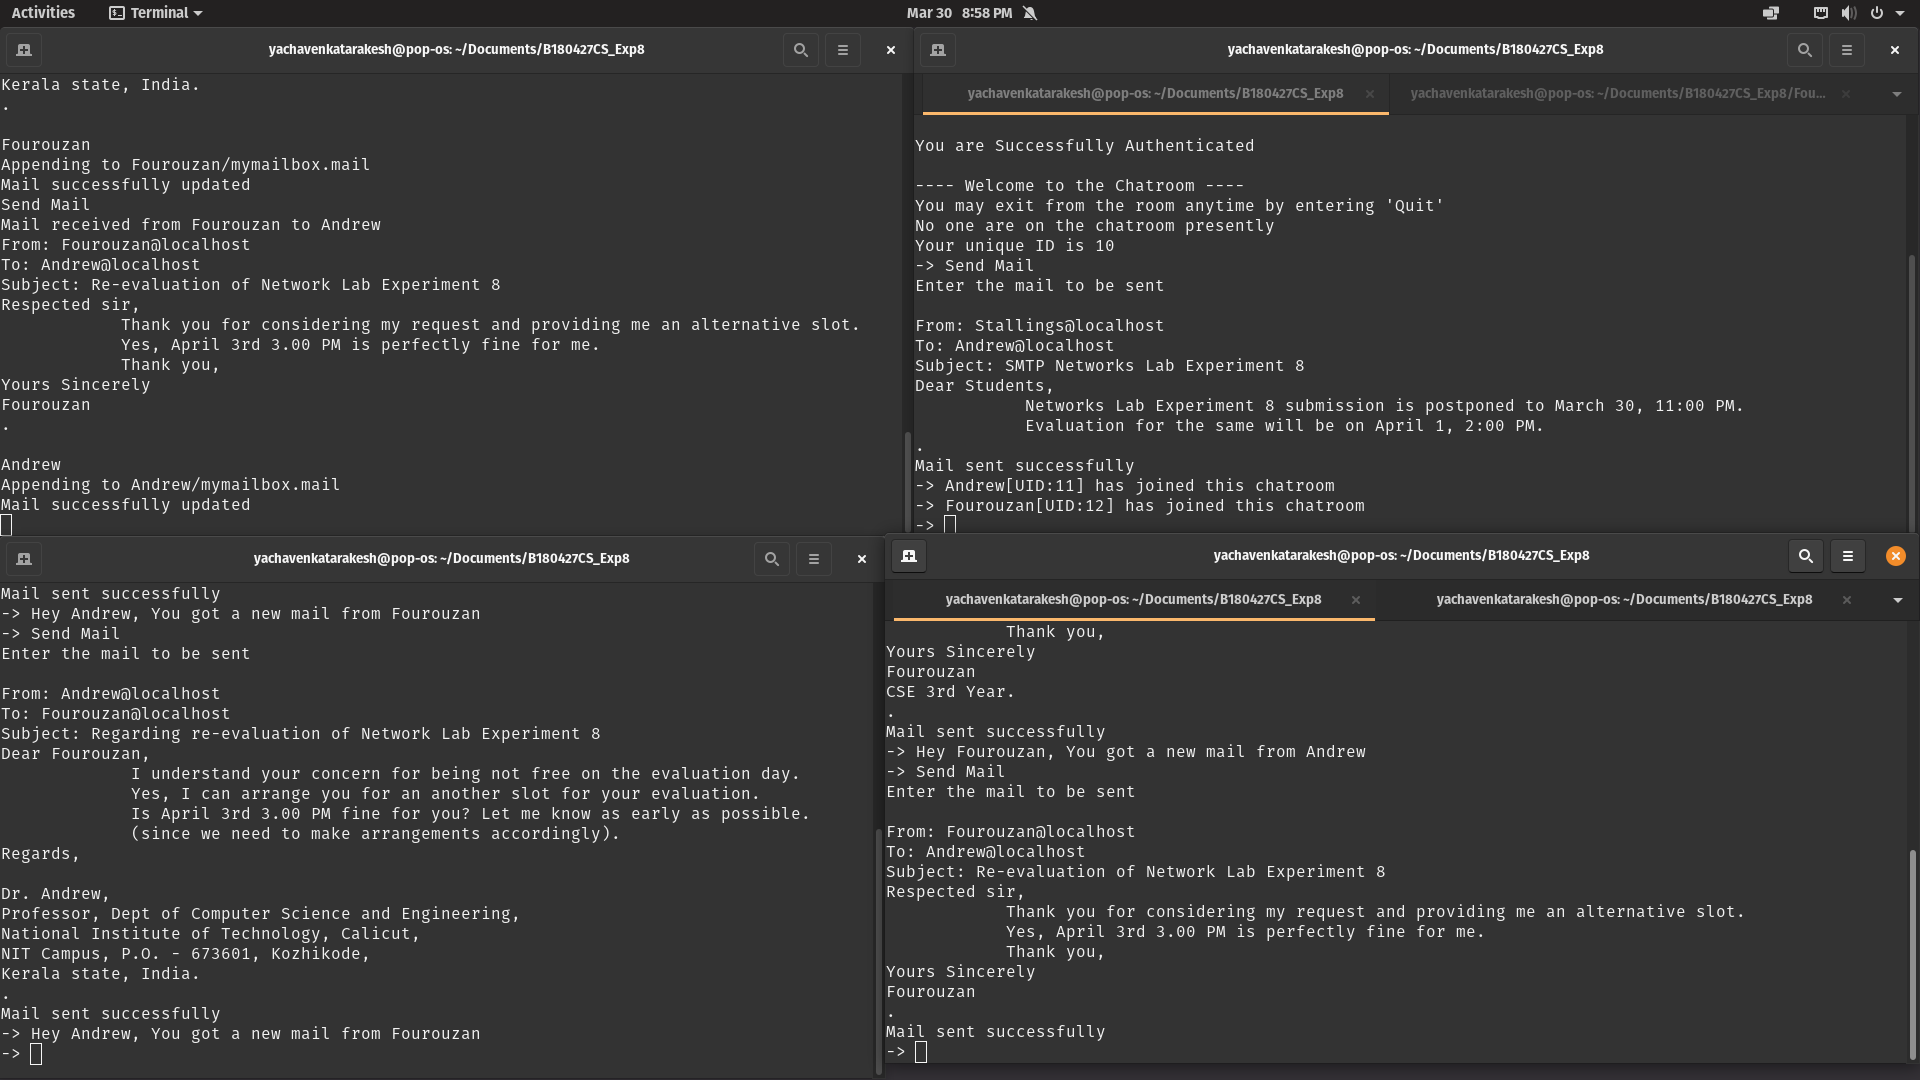 Activities
Terminal
Mar 30 8:58 PM
yachavenkatarakesh@pop-os: ~/Documents/B180427CS_Exp8
Kerala state, India.
.
Fourouzan
Appending to Fourouzan/mymailbox.mail
Mail successfully updated
Send Mail
Mail received from Fourouzan to Andrew
From: Fourouzan@localhost
To: Andrew@localhost
Subject: Re-evaluation of Network Lab Experiment 8
Respected sir,
Thank you for considering my request and providing me an alternative slot.
Yes, April 3rd 3.00 PM is perfectly fine for me.
Thank you,
Yours Sincerely
Fourouzan
.
Andrew
Appending to Andrew/mymailbox.mail
Mail successfully updated
yachavenkatarakesh@pop-os: ~/Documents/B180427CS_Exp8
yachavenkatarakesh@pop-os: ~/Documents/B180427CS_Exp8
yachavenkatarakesh@pop-os: ~/Documents/B180427CS_Exp8/Fou...
You are Successfully Authenticated
---- Welcome to the Chatroom ----
You may exit from the room anytime by entering 'Quit'
No one are on the chatroom presently
Your unique ID is 10
-> Send Mail
Enter the mail to be sent
From: Stallings@localhost
To: Andrew@localhost
Subject: SMTP Networks Lab Experiment 8
Dear Students,
Networks Lab Experiment 8 submission is postponed to March 30, 11:00 PM.
Evaluation for the same will be on April 1, 2:00 PM.
.
Mail sent successfully
-> Andrew[UID:11] has joined this chatroom
-> Fourouzan[UID:12] has joined this chatroom
->
yachavenkatarakesh@pop-os: ~/Documents/B180427CS_Exp8
Mail sent successfully
-> Hey Andrew, You got a new mail from Fourouzan
-> Send Mail
Enter the mail to be sent
From: Andrew@localhost
To: Fourouzan@localhost
Subject: Regarding re-evaluation of Network Lab Experiment 8
Dear Fourouzan,
I understand your concern for being not free on the evaluation day.
Yes, I can arrange you for an another slot for your evaluation.
Is April 3rd 3.00 PM fine for you? Let me know as early as possible.
(since we need to make arrangements accordingly).
Regards,
Dr. Andrew,
Professor, Dept of Computer Science and Engineering,
National Institute of Technology, Calicut,
NIT Campus, P.O. - 673601, Kozhikode,
Kerala state, India.
.
Mail sent successfully
-> Hey Andrew, You got a new mail from Fourouzan
->
yachavenkatarakesh@pop-os: ~/Documents/B180427CS_Exp8
yachavenkatarakesh@pop-os: ~/Documents/B180427CS_Exp8
yachavenkatarakesh@pop-os: ~/Documents/B180427CS_Exp8
Thank you,
Yours Sincerely
Fourouzan
CSE 3rd Year.
.
Mail sent successfully
-> Hey Fourouzan, You got a new mail from Andrew
-> Send Mail
Enter the mail to be sent
From: Fourouzan@localhost
To: Andrew@localhost
Subject: Re-evaluation of Network Lab Experiment 8
Respected sir,
Thank you for considering my request and providing me an alternative slot.
Yes, April 3rd 3.00 PM is perfectly fine for me.
Thank you,
Yours Sincerely
Fourouzan
.
Mail sent successfully
->